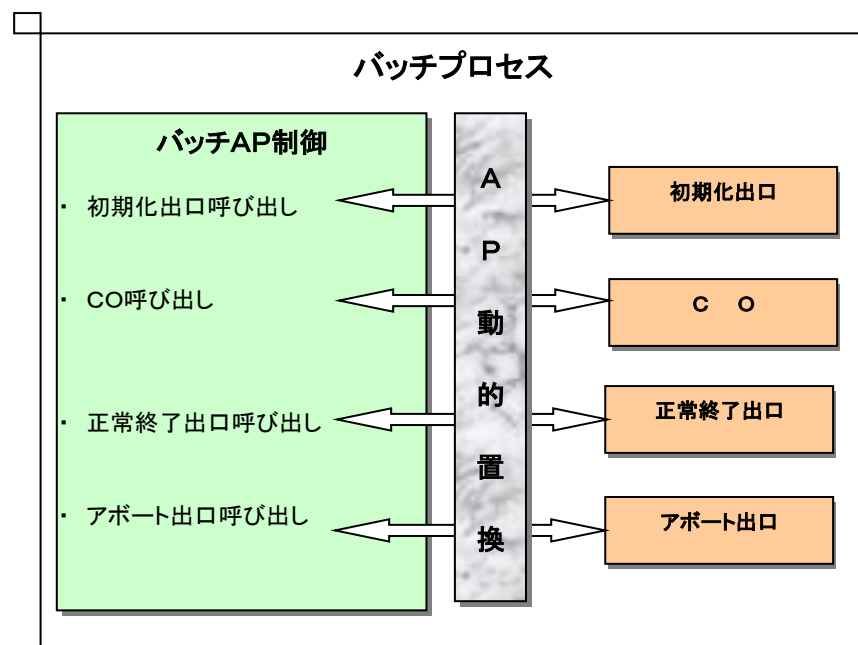 バッチプロセス
バッチAP制御
・ 初期化出口呼び出し
・ CO呼び出し
・ 正常終了出口呼び出し
・ アボート出口呼び出し
AP動的置換
初期化出口
C O
正常終了出口
アボート出口